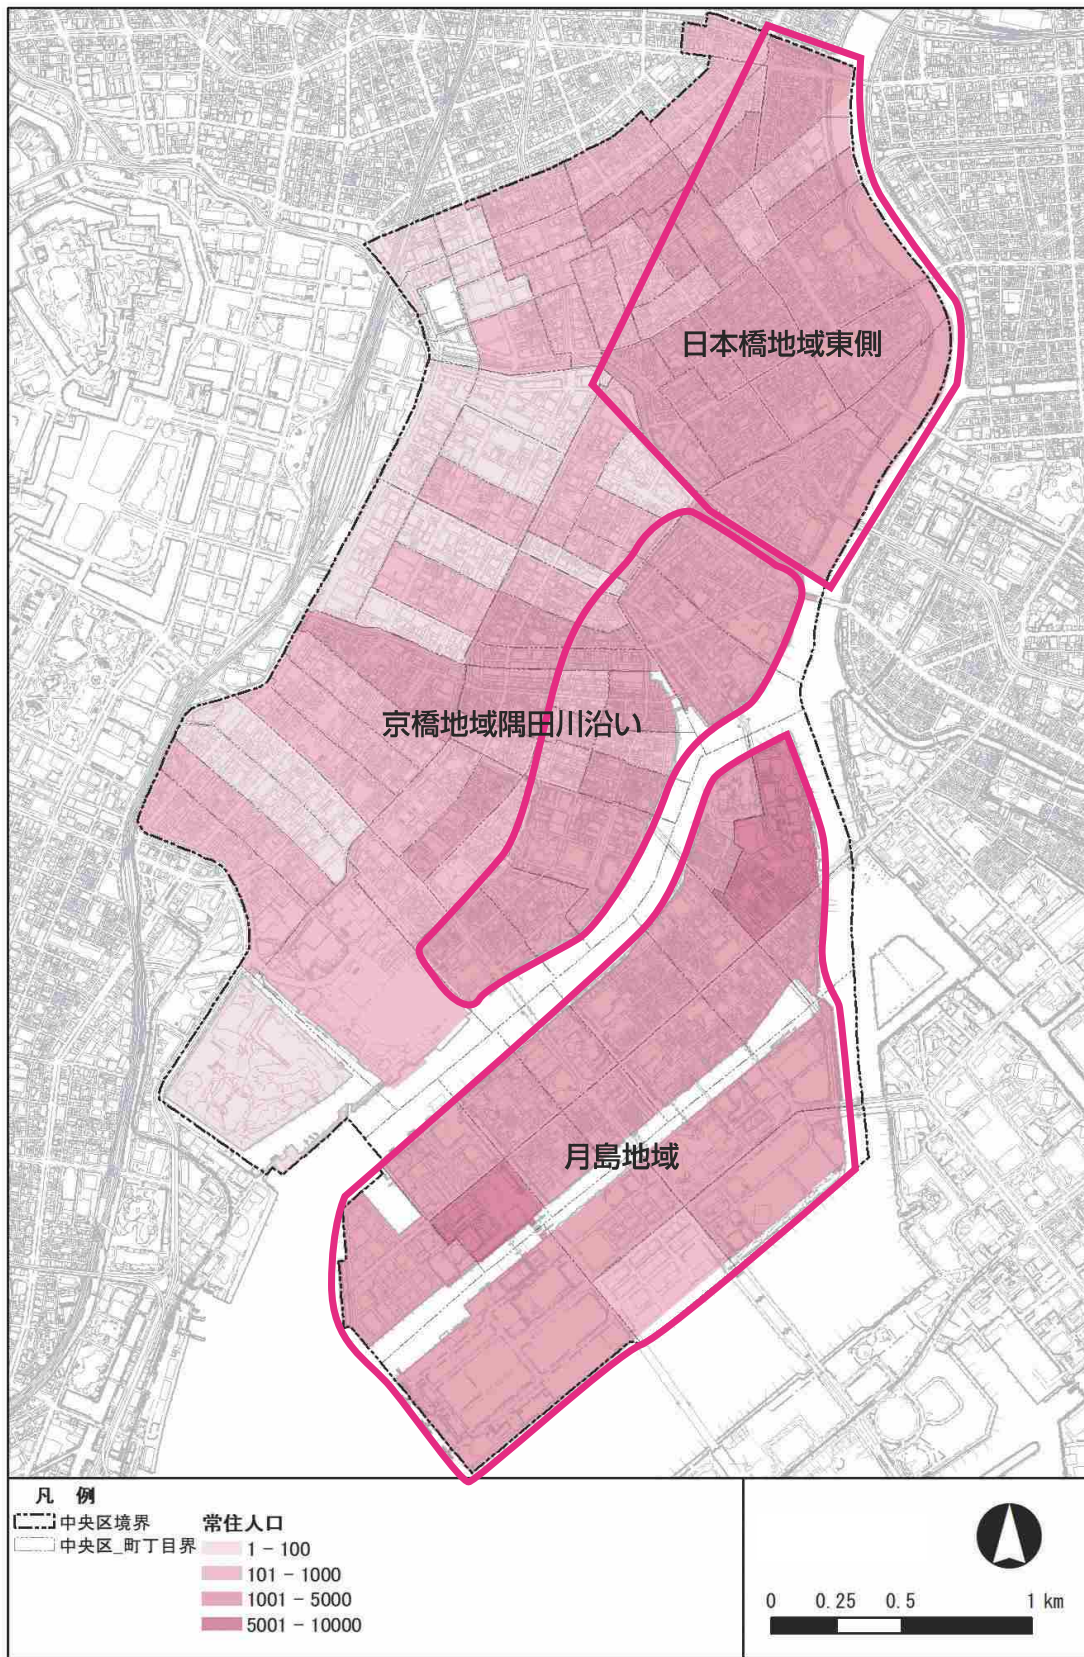 日本橋地域東側
京橋地域隅田川沿い
月島地域
凡 例
中央区境界
中央区_町丁目界
常住人口
1 - 100
101 - 1000
1001 - 5000
5001 - 10000
0 0.25 0.5 1 km